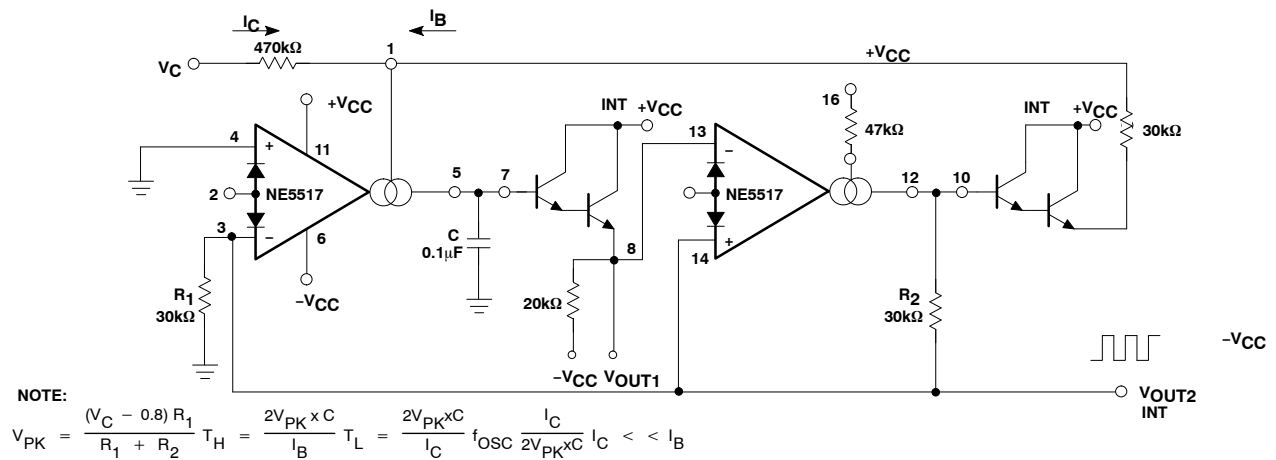 IC
IB
470kΩ
1
VC
+VCC
+VCC
4
+
11
2
NE5517
3
−
6
−VCC
R1
30kΩ
5
7
C
0.1μF
INT
+VCC
8
20kΩ
−VCC
VOUT1
13
−
NE5517
+
14
16
47kΩ
12
10
INT
+VCC
30kΩ
R2
30kΩ
−VCC
VOUT2
INT
NOTE:
VPK = (VC − 0.8) R1 / R1 + R2 TH = 2VPK x C / IB TL = 2VPKxC / IC fOSC IC / 2VPKxC IC < < IB